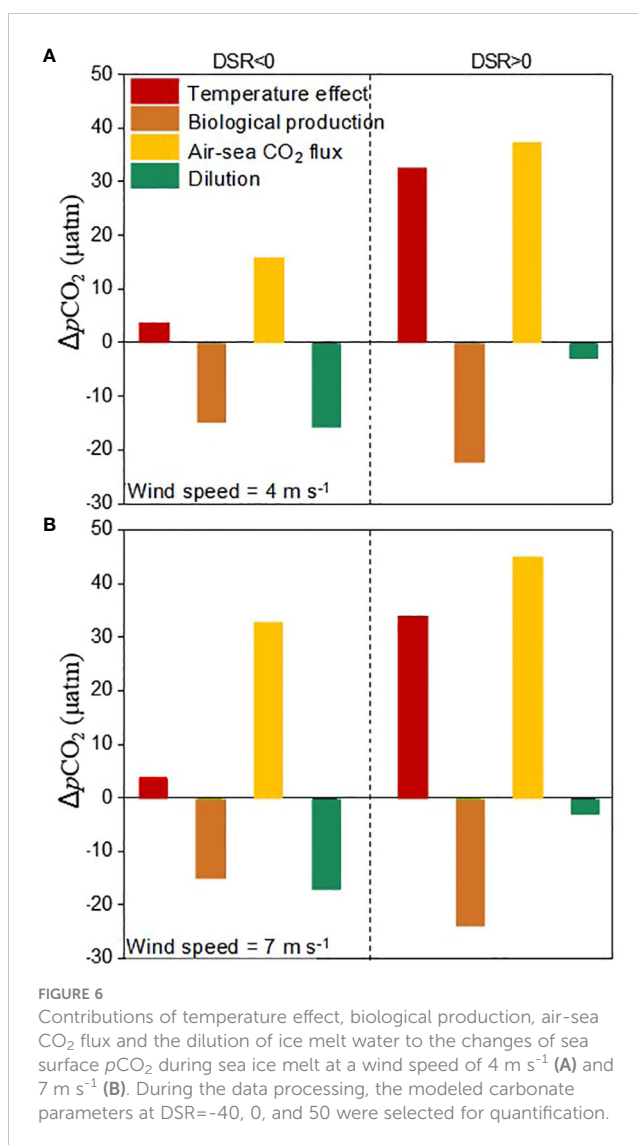 A
DSR<0
DSR>0
50
40
30
20
10
0
-10
-20
-30
ΔpCO₂ (µatm)
Temperature effect
Biological production
Air-sea CO₂ flux
Dilution
Wind speed = 4 m s⁻¹
B
50
40
30
20
10
0
-10
-20
-30
ΔpCO₂ (µatm)
Wind speed = 7 m s⁻¹
FIGURE 6
Contributions of temperature effect, biological production, air-sea
CO₂ flux and the dilution of ice melt water to the changes of sea
surface pCO₂ during sea ice melt at a wind speed of 4 m s⁻¹ (A) and
7 m s⁻¹ (B). During the data processing, the modeled carbonate
parameters at DSR=-40, 0, and 50 were selected for quantification.